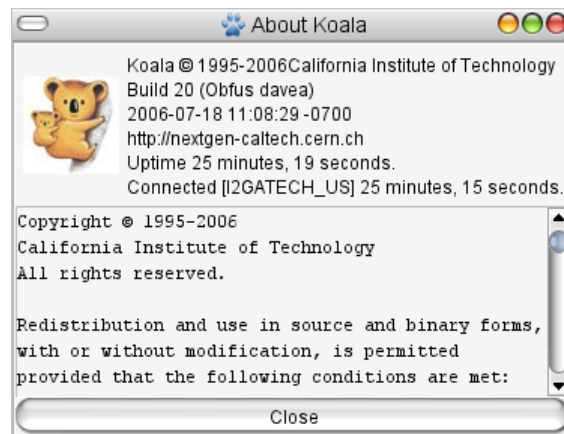 About Koala
Koala © 1995-2006California Institute of Technology
Build 20 (Obfus davea)
2006-07-18 11:08:29 -0700
http://nextgen-caltech.cern.ch
Uptime 25 minutes, 19 seconds.
Connected [I2GATECH_US] 25 minutes, 15 seconds.
Copyright © 1995-2006
California Institute of Technology
All rights reserved.
Redistribution and use in source and binary forms,
with or without modification, is permitted
provided that the following conditions are met:
Close